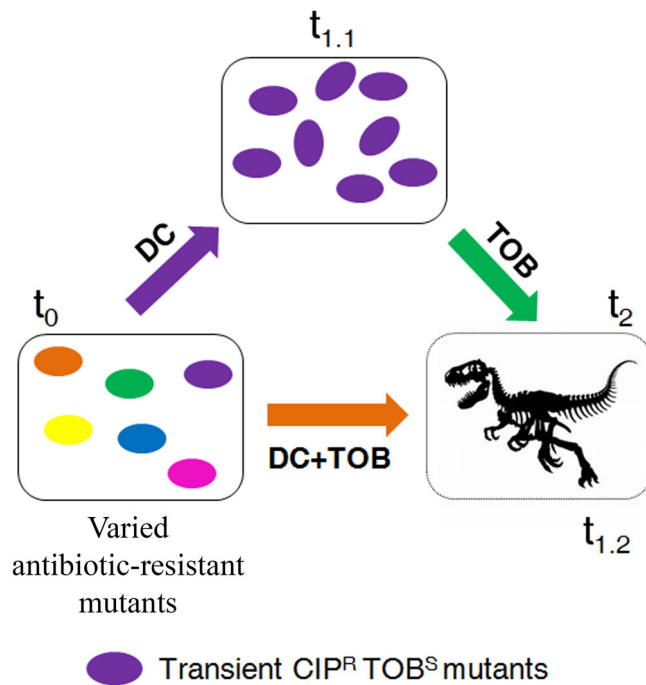 t₁.₁
DC
TOB
t₀
t₂
DC+TOB
t₁.₂
Varied
antibiotic-resistant
mutants
Transient CIPᴿ TOBˢ mutants